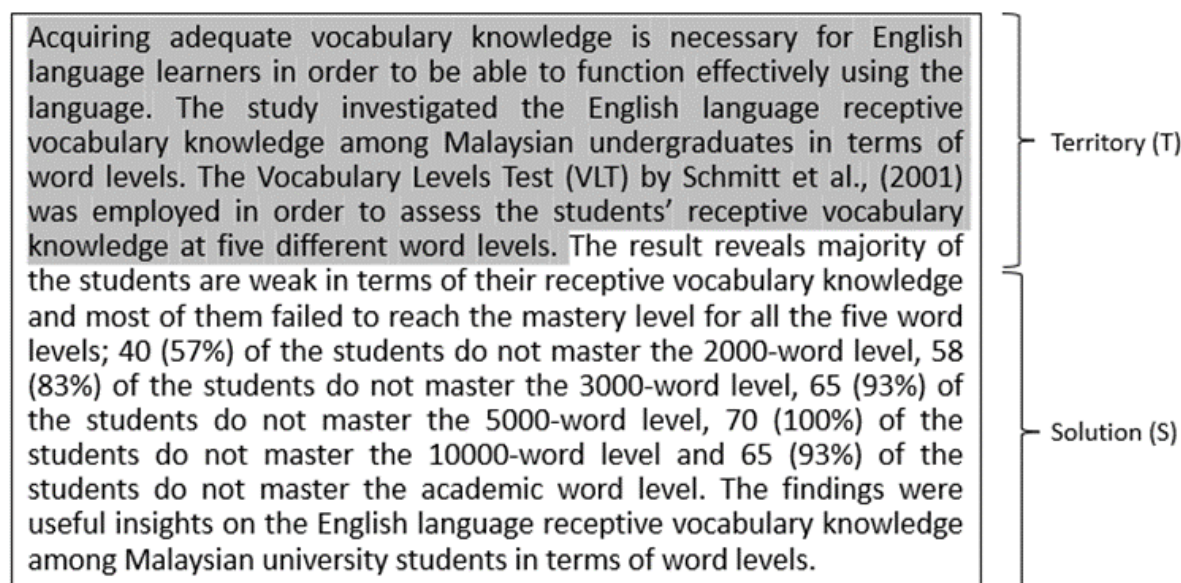 Acquiring adequate vocabulary knowledge is necessary for English
language learners in order to be able to function effectively using the
language. The study investigated the English language receptive
vocabulary knowledge among Malaysian undergraduates in terms of
word levels. The Vocabulary Levels Test (VLT) by Schmitt et al., (2001)
was employed in order to assess the students’ receptive vocabulary
knowledge at five different word levels. The result reveals majority of
the students are weak in terms of their receptive vocabulary knowledge
and most of them failed to reach the mastery level for all the five word
levels; 40 (57%) of the students do not master the 2000-word level, 58
(83%) of the students do not master the 3000-word level, 65 (93%) of
the students do not master the 5000-word level, 70 (100%) of the
students do not master the 10000-word level and 65 (93%) of the
students do not master the academic word level. The findings were
useful insights on the English language receptive vocabulary knowledge
among Malaysian university students in terms of word levels.
Territory (T)
Solution (S)